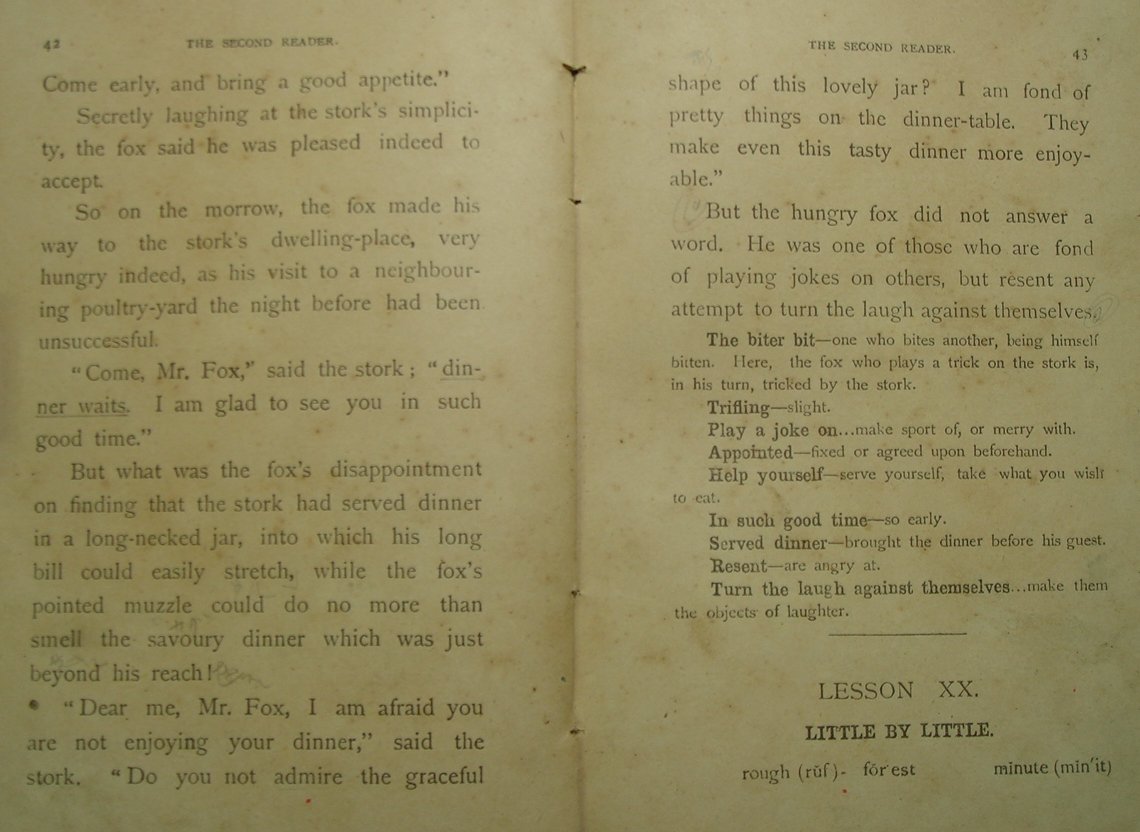 42
THE SECOND READER.
Come early, and bring a good appetite.”
Secretly laughing at the stork's simplici-
ty, the fox said he was pleased indeed to
accept.
So on the morrow, the fox made his
way to the stork's dwelling-place, very
hungry indeed, as his visit to a neighbour-
ing poultry-yard the night before had been
unsuccessful.
“Come, Mr. Fox,” said the stork; “din-
ner waits. I am glad to see you in such
good time.”
But what was the fox's disappointment
on finding that the stork had served dinner
in a long-necked jar, into which his long
bill could easily stretch, while the fox's
pointed muzzle could do no more than
smell the savoury dinner which was just
beyond his reach!
“Dear me, Mr. Fox, I am afraid you
are not enjoying your dinner,” said the
stork. “Do you not admire the graceful
THE SECOND READER.
43
shape of this lovely jar? I am fond of
pretty things on the dinner-table. They
make even this tasty dinner more enjoy-
able.”
But the hungry fox did not answer a
word. He was one of those who are fond
of playing jokes on others, but resent any
attempt to turn the laugh against themselves.
The biter bit—one who bites another, being himself
bitten. Here, the fox who plays a trick on the stork is,
in his turn, tricked by the stork.
Trifling—slight.
Play a joke on...make sport of, or merry with.
Appointed—fixed or agreed upon beforehand.
Help yourself—serve yourself, take what you wish
to eat.
In such good time—so early.
Served dinner—brought the dinner before his guest.
Resent—are angry at.
Turn the laugh against themselves...make them
the objects of laughter.
LESSON XX.
LITTLE BY LITTLE.
rough (rŭf)- fŏr'est minute (min'it)